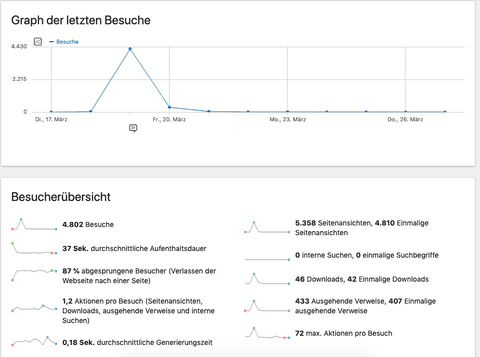 Graph der letzten Besuche
Besuche
4.430
2.215
0
Di., 17. März
Fr., 20. März
Mo., 23. März
Do., 26. März
Besucherübersicht
4.802 Besuche
37 Sek. durchschnittliche Aufenthaltsdauer
87 % abgesprungene Besucher (Verlassen der
Webseite nach einer Seite)
1,2 Aktionen pro Besuch (Seitenansichten,
Downloads, ausgehende Verweise und interne
Suchen)
0,18 Sek. durchschnittliche Generierungszeit
5.358 Seitenansichten, 4.810 Einmalige
Seitenansichten
0 interne Suchen, 0 einmalige Suchbegriffe
46 Downloads, 42 Einmalige Downloads
433 Ausgehende Verweise, 407 Einmalige
ausgehende Verweise
72 max. Aktionen pro Besuch